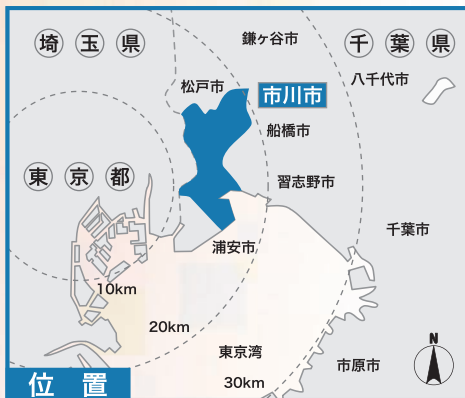 埼玉県
鎌ヶ谷市
千葉県
松戸市
市川市
八千代市
船橋市
東京都
習志野市
浦安市
千葉市
10km
20km
東京湾
市原市
30km
N
位置